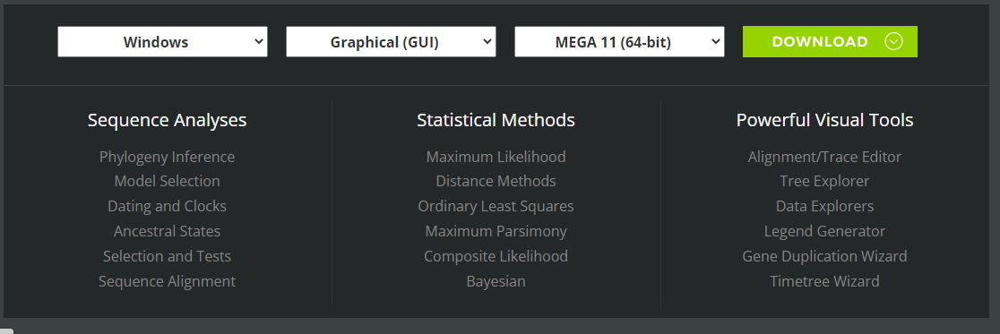 Windows
Graphical (GUI)
MEGA 11 (64-bit)
DOWNLOAD
Sequence Analyses
Phylogeny Inference
Model Selection
Dating and Clocks
Ancestral States
Selection and Tests
Sequence Alignment
Statistical Methods
Maximum Likelihood
Distance Methods
Ordinary Least Squares
Maximum Parsimony
Composite Likelihood
Bayesian
Powerful Visual Tools
Alignment/Trace Editor
Tree Explorer
Data Explorers
Legend Generator
Gene Duplication Wizard
Timetree Wizard